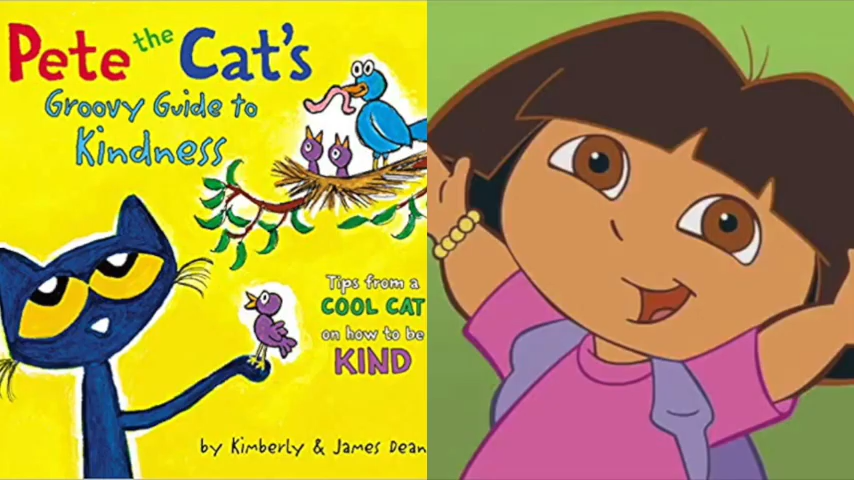 Pete the Cat's
Groovy Guide to
Kindness
Tips from a
COOL CAT
on how to be
KIND
by Kimberly & James Dean